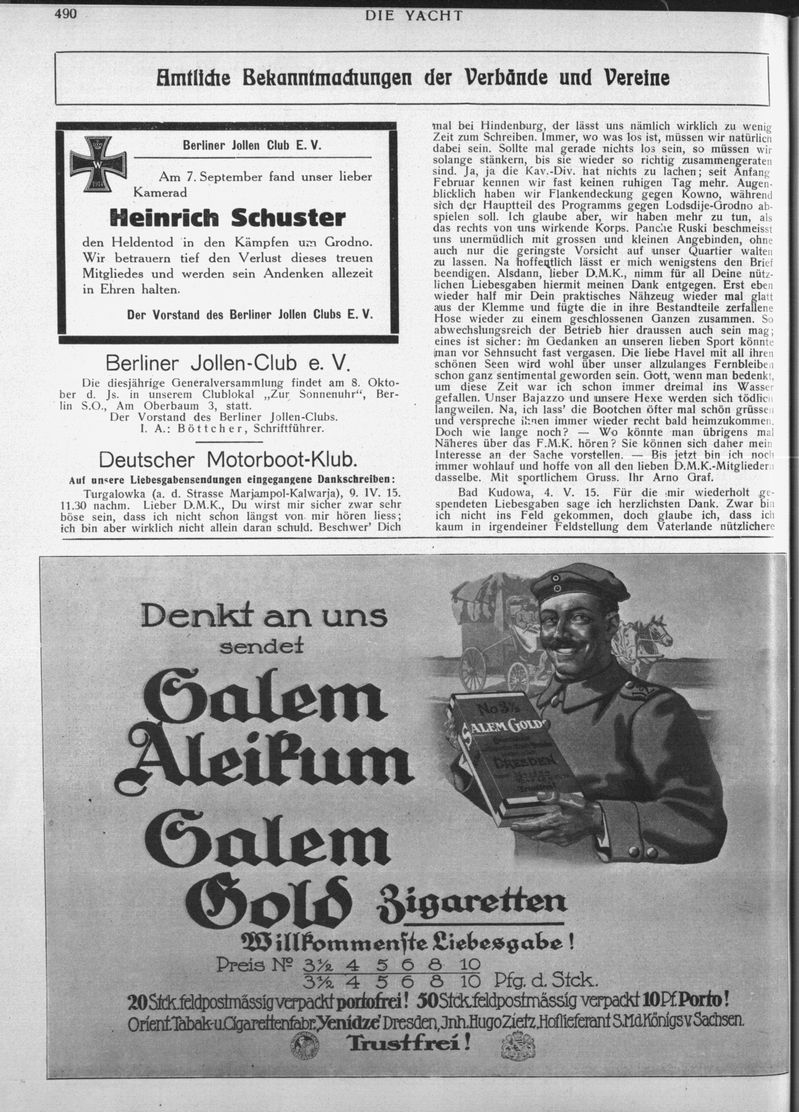 490
DIE YACHT
Amtliche Bekanntmachungen der Verbände und Vereine
W
1914
Berliner Jollen Club E. V.
Am 7. September fand unser lieber
Kamerad
Heinrich Schuster
den Heldentod in den Kämpfen um Grodno.
Wir betrauern tief den Verlust dieses treuen
Mitgliedes und werden sein Andenken allezeit
in Ehren halten.
Der Vorstand des Berliner Jollen Clubs E. V.
Berliner Jollen-Club e. V.
Die diesjährige Generalversammlung findet am 8. Okto-
ber d. Js. in unserem Clublokal „Zur Sonnenuhr“, Ber-
lin S.O., Am Oberbaum 3, statt.
Der Vorstand des Berliner Jollen-Clubs.
I. A.: Böttcher, Schriftführer.
Deutscher Motorboot-Klub.
Auf unsere Liebesgabensendungen eingegangene Dankschreiben:
Turgalowka (a. d. Strasse Marjampol-Kalwarja), 9. IV. 15.
11.30 nachm. Lieber D.M.K., Du wirst mir sicher zwar sehr
böse sein, dass ich nicht schon längst von mir hören liess;
ich bin aber wirklich nicht allein daran schuld. Beschwer’ Dich
mal bei Hindenburg, der lässt uns nämlich wirklich zu wenig
Zeit zum Schreiben. Immer, wo was los ist, müssen wir natürlich
dabei sein. Sollte mal gerade nichts los sein, so müssen wir
solange stänkern, bis sie wieder so richtig zusammengeraten
sind. Ja, ja die Kav.-Div. hat nichts zu lachen; seit Anfang
Februar kennen wir fast keinen ruhigen Tag mehr. Augen-
blicklich haben wir Flankendeckung gegen Kowno, während
sich der Hauptteil des Programms gegen Lodsdije-Grodno ab-
spielen soll. Ich glaube aber, wir haben mehr zu tun, als
das rechts von uns wirkende Korps. Panche Ruski beschmeisst
uns unermüdlich mit grossen und kleinen Angebinden, ohne
auch nur die geringste Vorsicht auf unser Quartier walten
zu lassen. Na hoffentlich lässt er mich wenigstens den Brief
beendigen. Alsdann, lieber D.M.K., nimm für all Deine nütz-
lichen Liebesgaben hiermit meinen Dank entgegen. Erst eben
wieder half mir Dein praktisches Nähzeug wieder mal glatt
aus der Klemme und fügte die in ihre Bestandteile zerfallene
Hose wieder zu einem geschlossenen Ganzen zusammen. So
abwechslungsreich der Betrieb hier draussen auch sein mag;
eines ist sicher: im Gedanken an unseren lieben Sport könnte
man vor Sehnsucht fast vergasen. Die liebe Havel mit all ihren
schönen Seen wird wohl über unser allzulanges Fernbleiben
schon ganz sentimental geworden sein. Gott, wenn man bedenkt,
um diese Zeit war ich schon immer dreimal ins Wasser
gefallen. Unser Bajazzo und unsere Hexe werden sich tödlich
langweilen. Na, ich lass’ die Bootchen öfter mal schön grüssen
und verspreche ihnen immer wieder recht bald heimzukommen.
Doch wie lange noch? — Wo könnte man übrigens mal
Näheres über das F.M.K. hören? Sie können sich daher mein
Interesse an der Sache vorstellen. — Bis jetzt bin ich noch
immer wohlauf und hoffe von all den lieben D.M.K.-Mitgliedern
dasselbe. Mit sportlichem Gruss. Ihr Arno Graf.
Bad Kudowa, 4. V. 15. Für die mir wiederholt ge-
spendeten Liebesgaben sage ich herzlichsten Dank. Zwar bin
ich nicht ins Feld gekommen, doch glaube ich, dass ich
kaum in irgendeiner Feldstellung dem Vaterlande nützlichere
Denkt an uns
sendet
Salem
Aleikum
Salem
Gold Zigaretten
No 3½
SALEM GOLD
DRESDEN
Trustfrei!
Willkommenste Liebesgabe!
Preis Nº 3½ 4 5 6 8 10
3½ 4 5 6 8 10 Pfg. d. Stck.
20 Stck. feldpostmässig verpackt portofrei! 50 Stck. feldpostmässig verpackt 10 Pf. Porto!
Orient. Tabak- u. Cigarettenfabr. „Yenidze“ Dresden, Inh. Hugo Zietz, Hoflieferant S.M.d. Königs v. Sachsen.
Trustfrei!